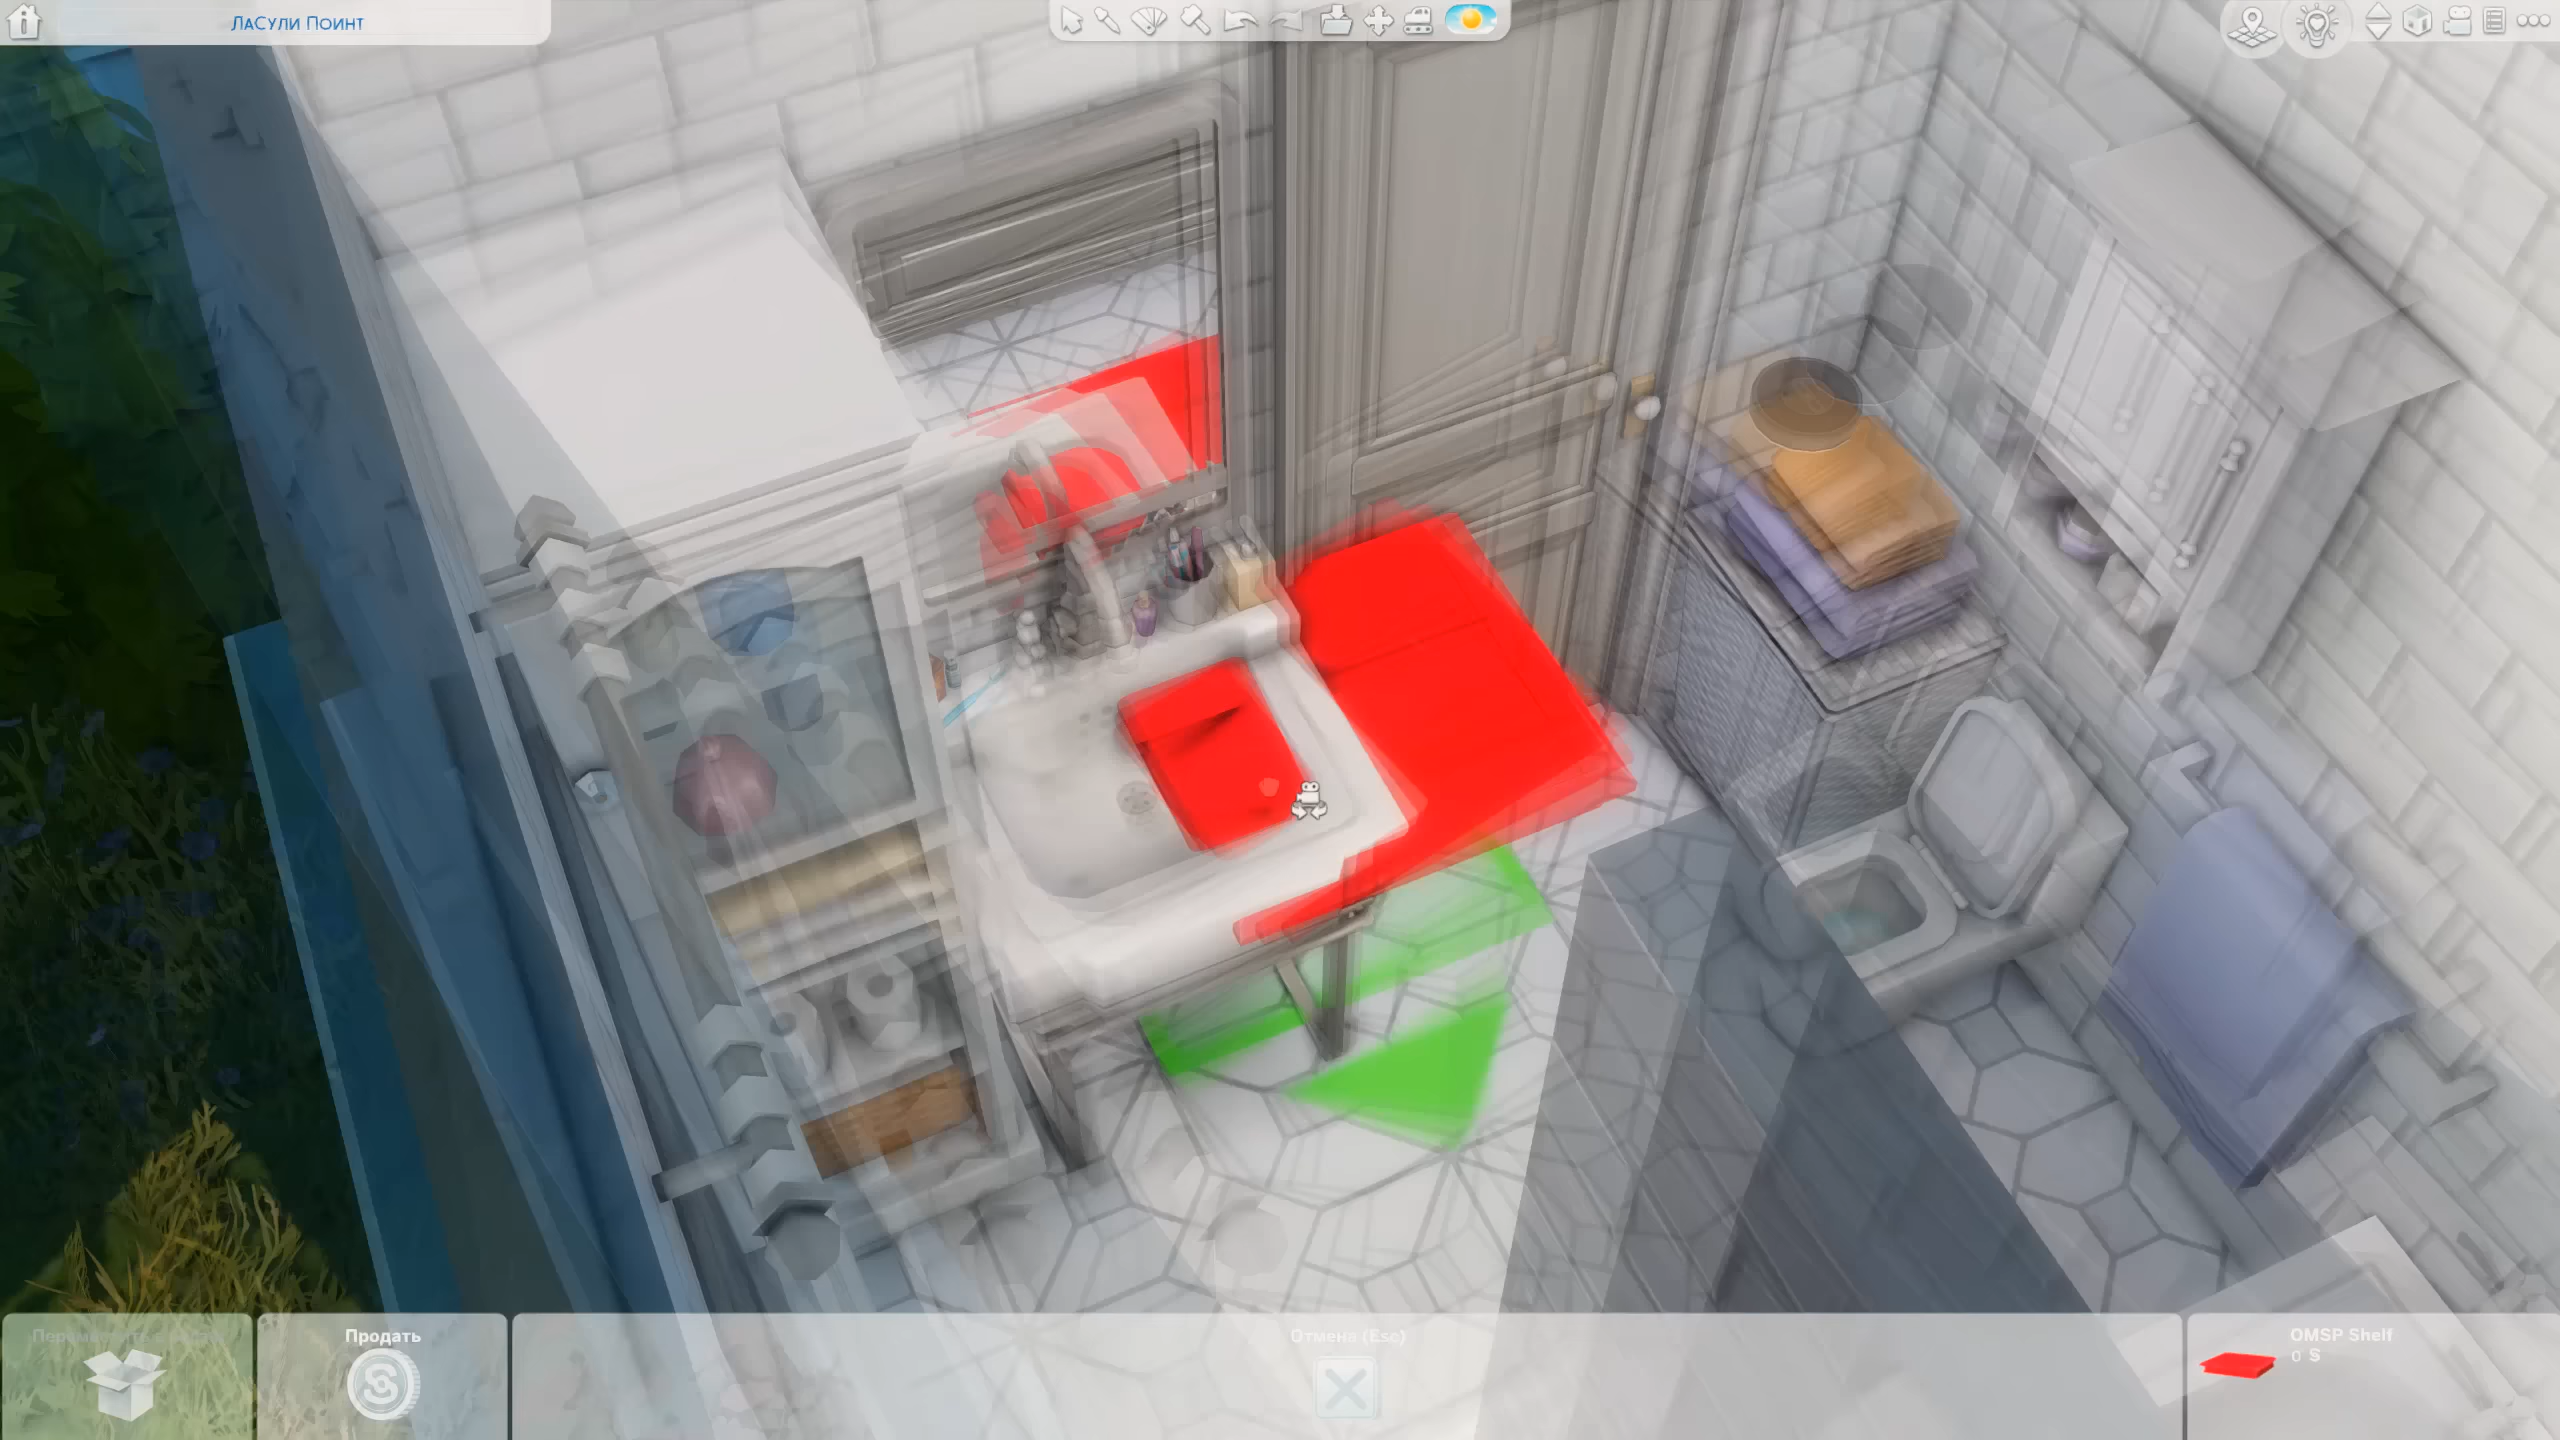 ЛаСули Поинт
Продать
Отмена (Esc)
OMSP Shelf
0 S